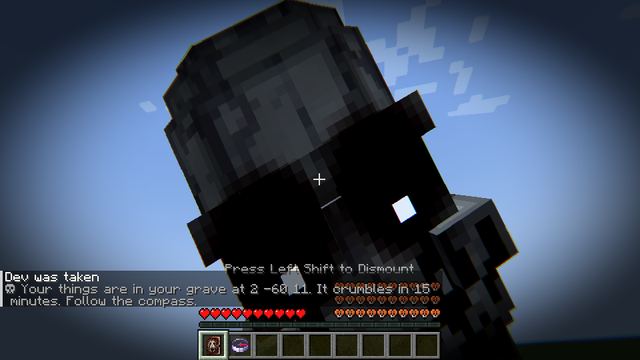 Press Left Shift to Dismount
Dev was taken
☠ Your things are in your grave at 2 -60 11. It crumbles in 15
minutes. Follow the compass.